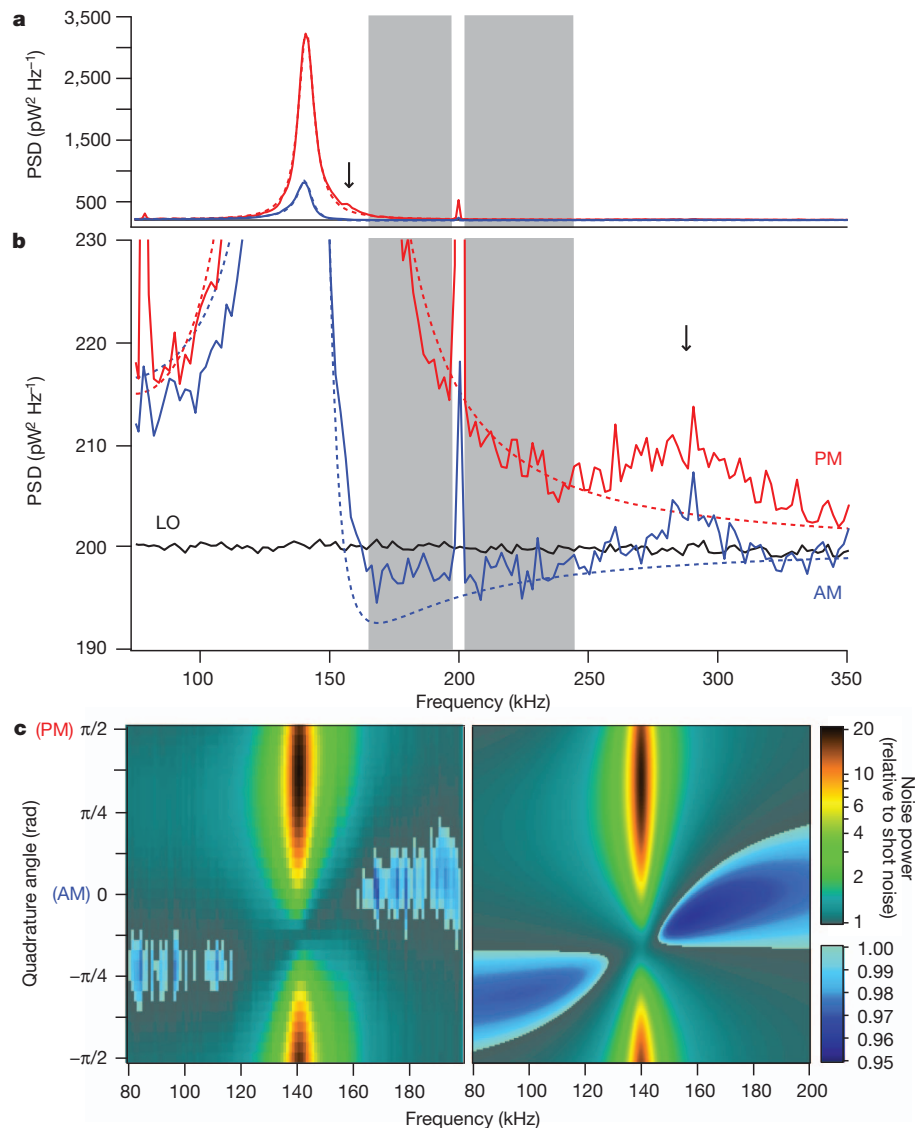 a
3,500
2,500
1,500
500
PSD (pW² Hz⁻¹)
b
230
220
210
200
190
PSD (pW² Hz⁻¹)
LO
PM
AM
100
150
200
250
300
350
Frequency (kHz)
c
(PM) π/2
π/4
(AM) 0
−π/4
−π/2
Quadrature angle (rad)
80 100 120 140 160 180
80 100 120 140 160 180 200
Frequency (kHz)
20
10
6
4
2
1
Noise power
(relative to shot noise)
1.00
0.99
0.98
0.97
0.96
0.95